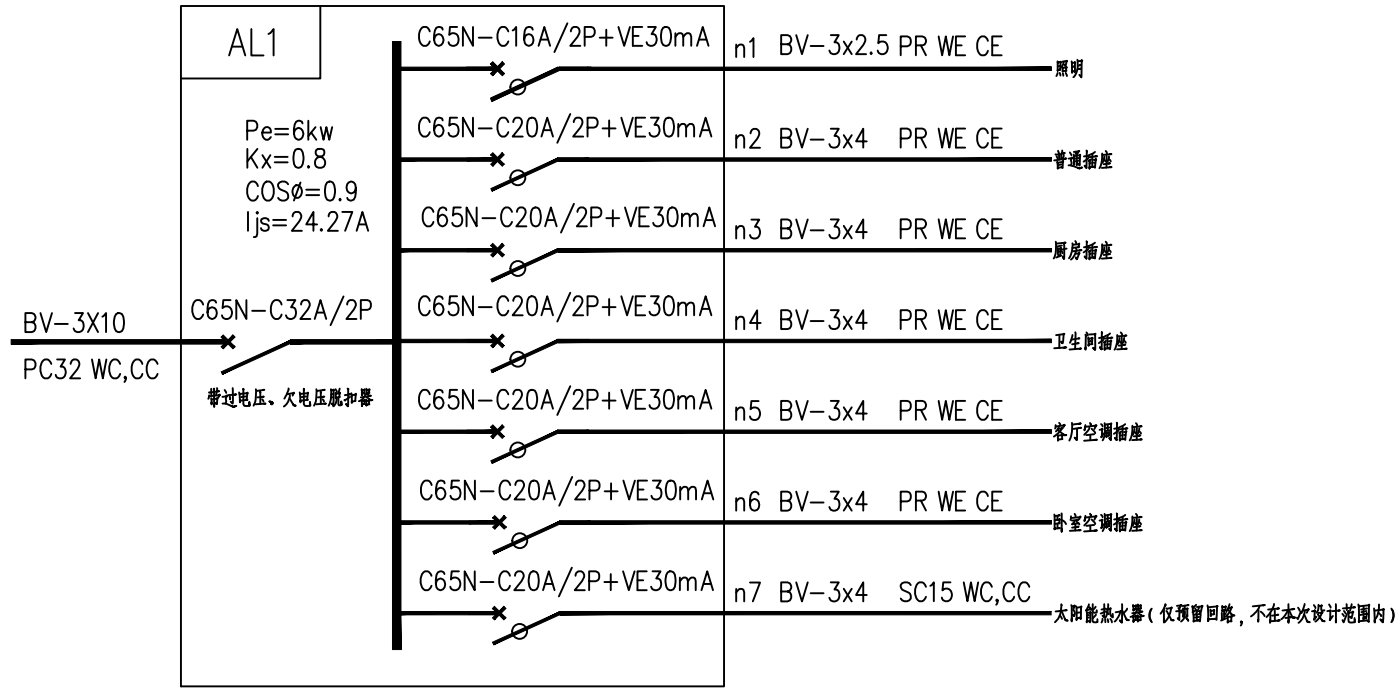 AL1
Pe=6kw
Kx=0.8
COSø=0.9
Ijs=24.27A
BV-3X10
PC32 WC,CC
C65N-C32A/2P
带过电压、欠电压脱扣器
C65N-C16A/2P+VE30mA
n1 BV-3x2.5 PR WE CE
照明
C65N-C20A/2P+VE30mA
n2 BV-3x4 PR WE CE
普通插座
C65N-C20A/2P+VE30mA
n3 BV-3x4 PR WE CE
厨房插座
C65N-C20A/2P+VE30mA
n4 BV-3x4 PR WE CE
卫生间插座
C65N-C20A/2P+VE30mA
n5 BV-3x4 PR WE CE
客厅空调插座
C65N-C20A/2P+VE30mA
n6 BV-3x4 PR WE CE
卧室空调插座
C65N-C20A/2P+VE30mA
n7 BV-3x4 SC15 WC,CC
太阳能热水器(仅预留回路,不在本次设计范围内)